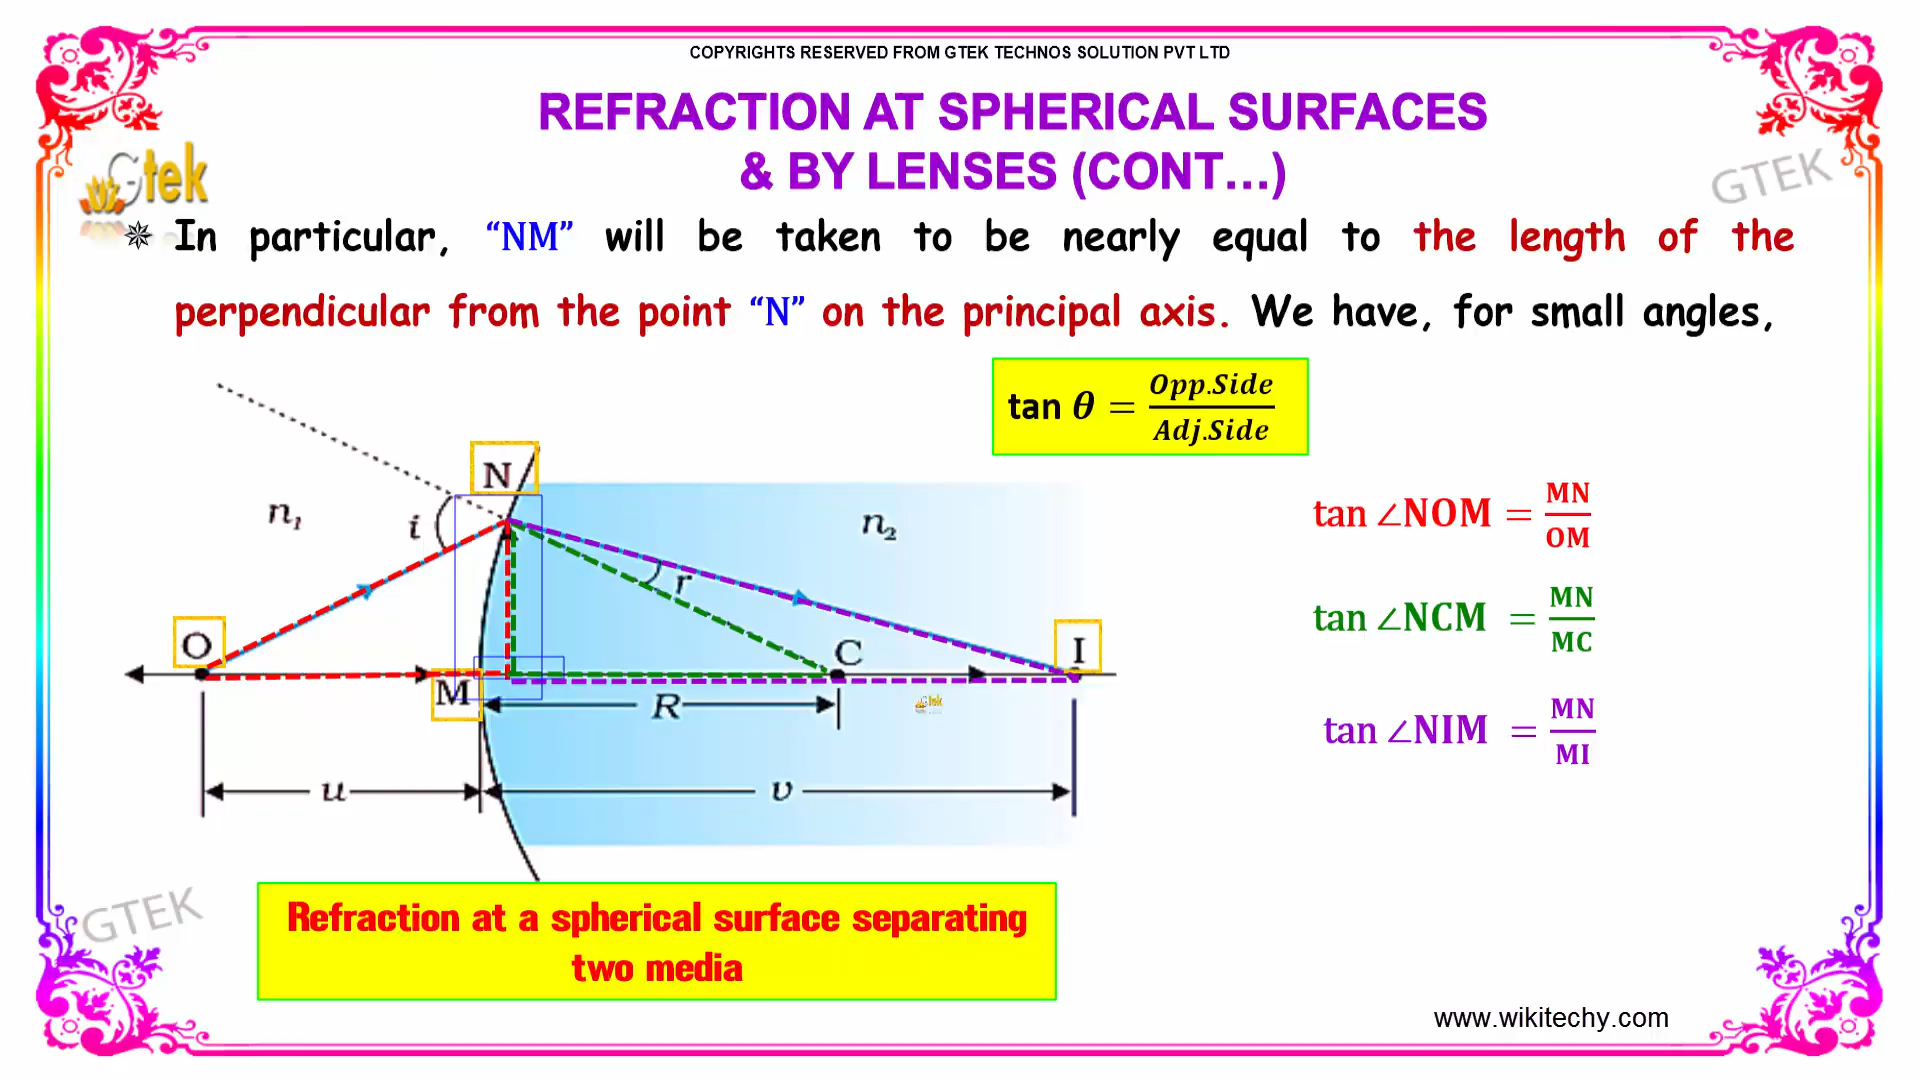 COPYRIGHTS RESERVED FROM GTEK TECHNOS SOLUTION PVT LTD
REFRACTION AT SPHERICAL SURFACES
& BY LENSES (CONT...)
Gtek
GTEK
In particular, “NM” will be taken to be nearly equal to the length of the
perpendicular from the point “N” on the principal axis. We have, for small angles,
tan θ = Opp.Side / Adj.Side
N
n₁
i
n₂
r
O
M
C
I
R
Gtek
u
v
tan ∠NOM = MN / OM
tan ∠NCM = MN / MC
tan ∠NIM = MN / MI
Refraction at a spherical surface separating
two media
GTEK
www.wikitechy.com